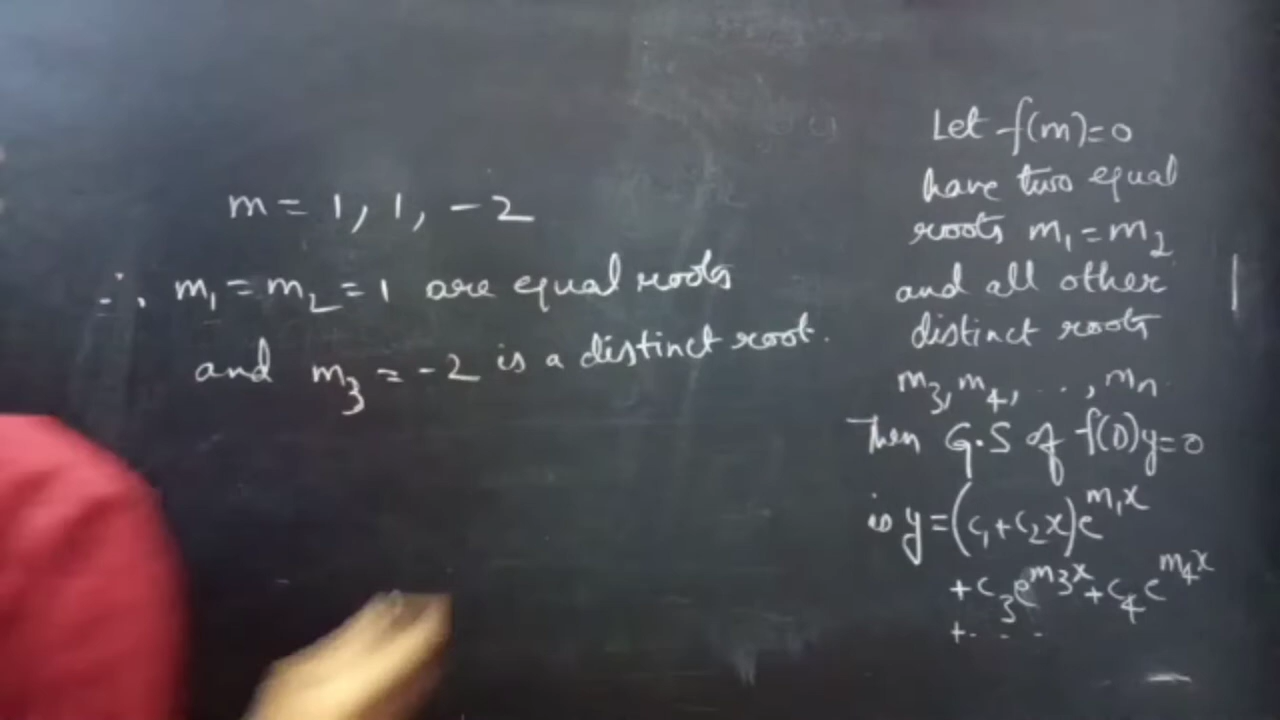 m = 1, 1, -2
∴ m₁ = m₂ = 1 are equal roots
and m₃ = -2 is a distinct root.
Let f(m)=0
have two equal
roots m₁ = m₂
and all other
distinct roots
m₃, m₄, ..., mₙ.
Then G.S of f(D)y=0
is y = (c₁+c₂x)e^{m₁x}
+c₃e^{m₃x}+c₄e^{m₄x}
+...